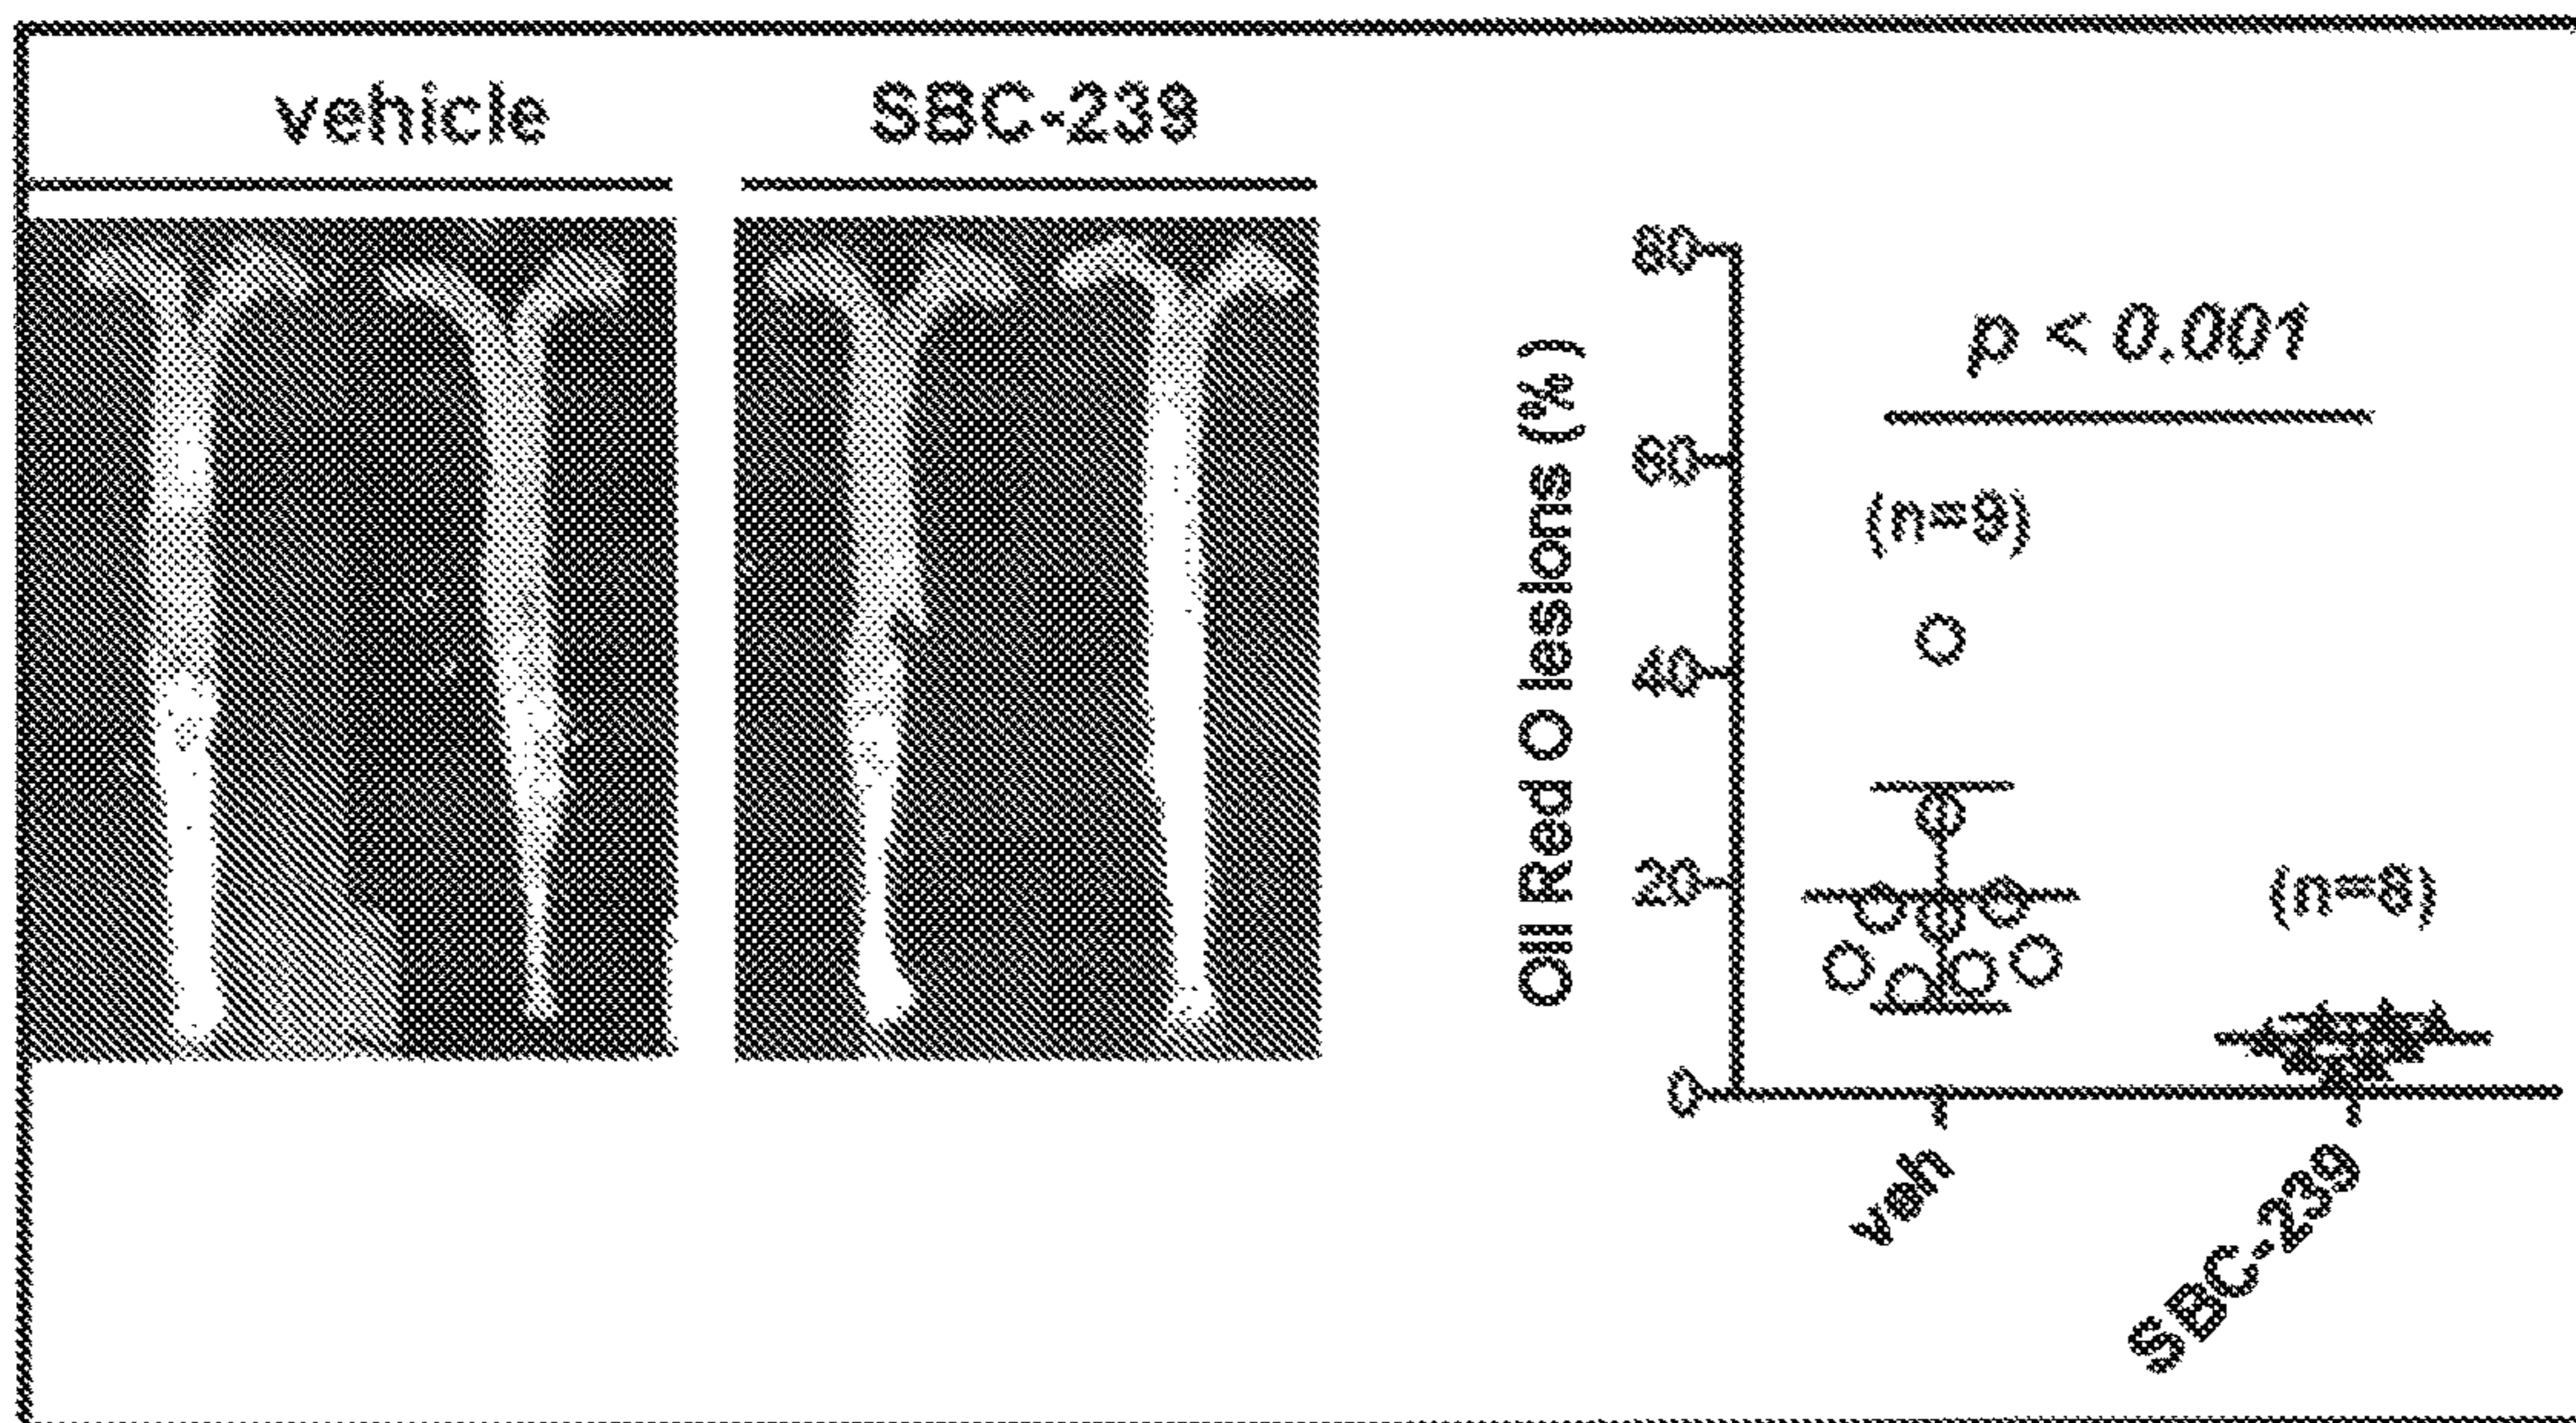 vehicle
SBC-239
Oil Red O lesions (%)
80
60
40
20
0
p < 0.001
(n=9)
(n=8)
veh
SBC-239